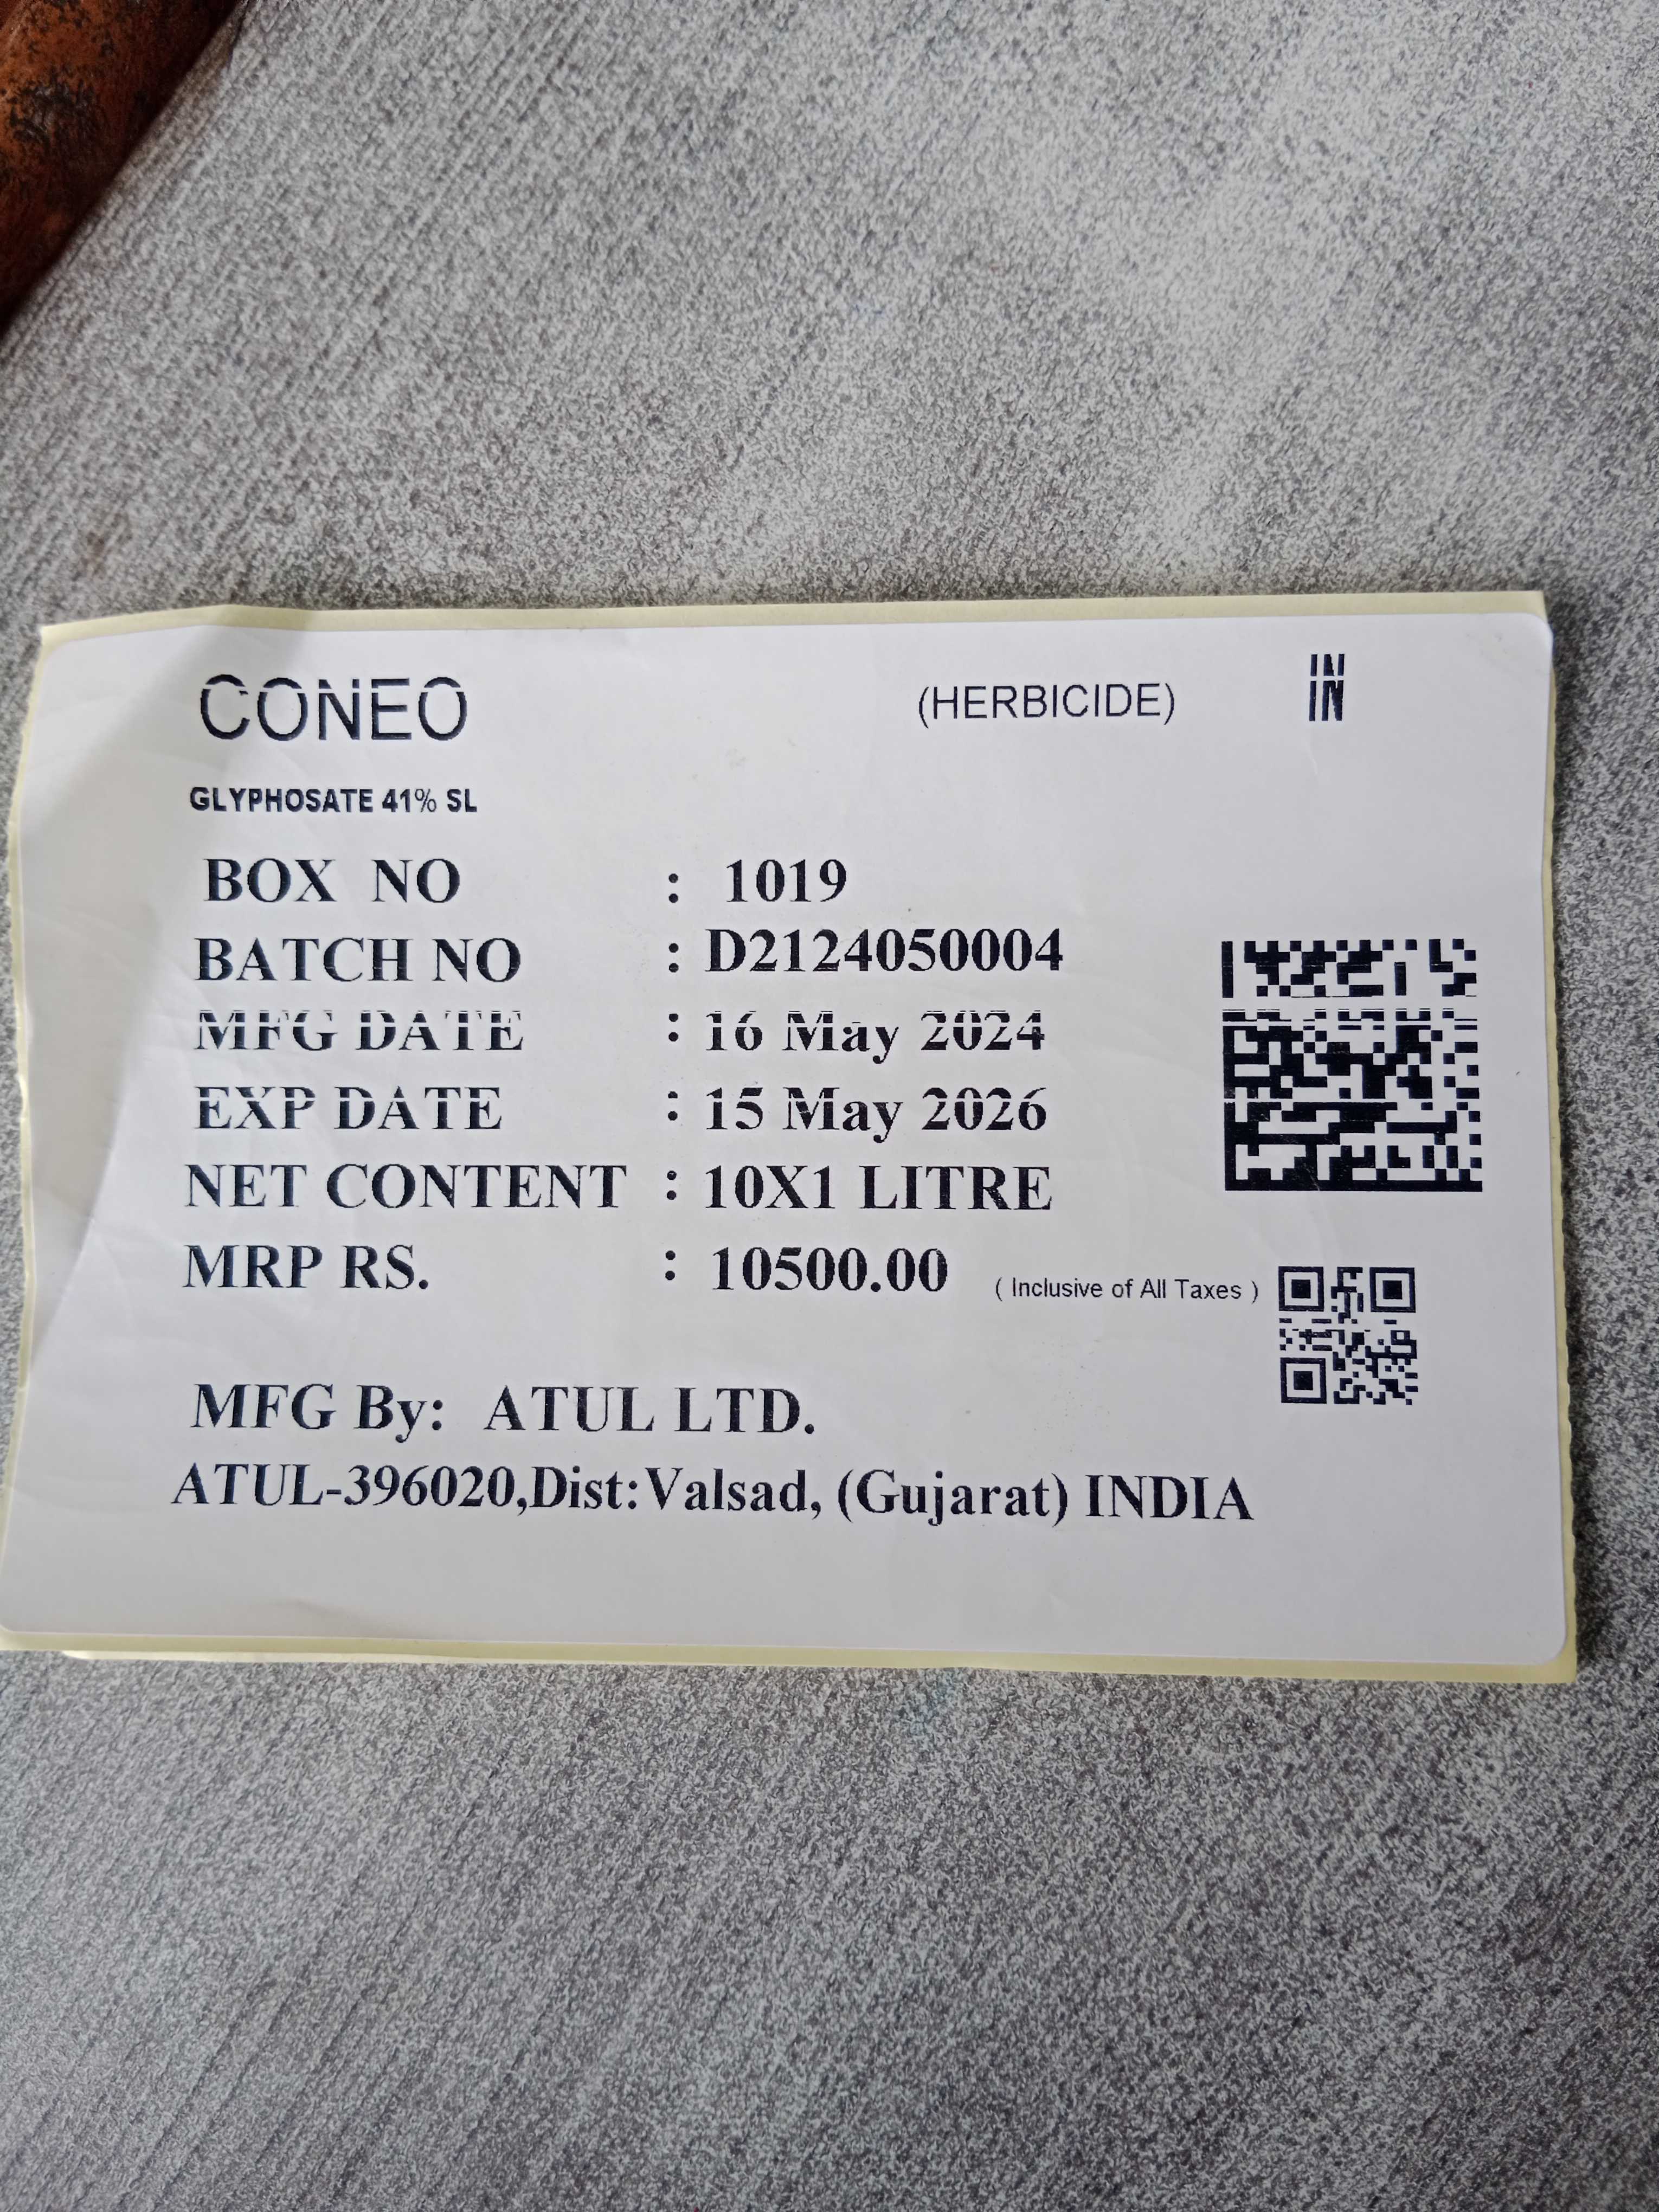 CONEO (HERBICIDE) IN
GLYPHOSATE 41% SL
BOX NO : 1019
BATCH NO : D2124050004
MFG DATE : 16 May 2024
EXP DATE : 15 May 2026
NET CONTENT : 10X1 LITRE
MRP RS. : 10500.00 ( Inclusive of All Taxes )
MFG By: ATUL LTD.
ATUL-396020,Dist:Valsad, (Gujarat) INDIA